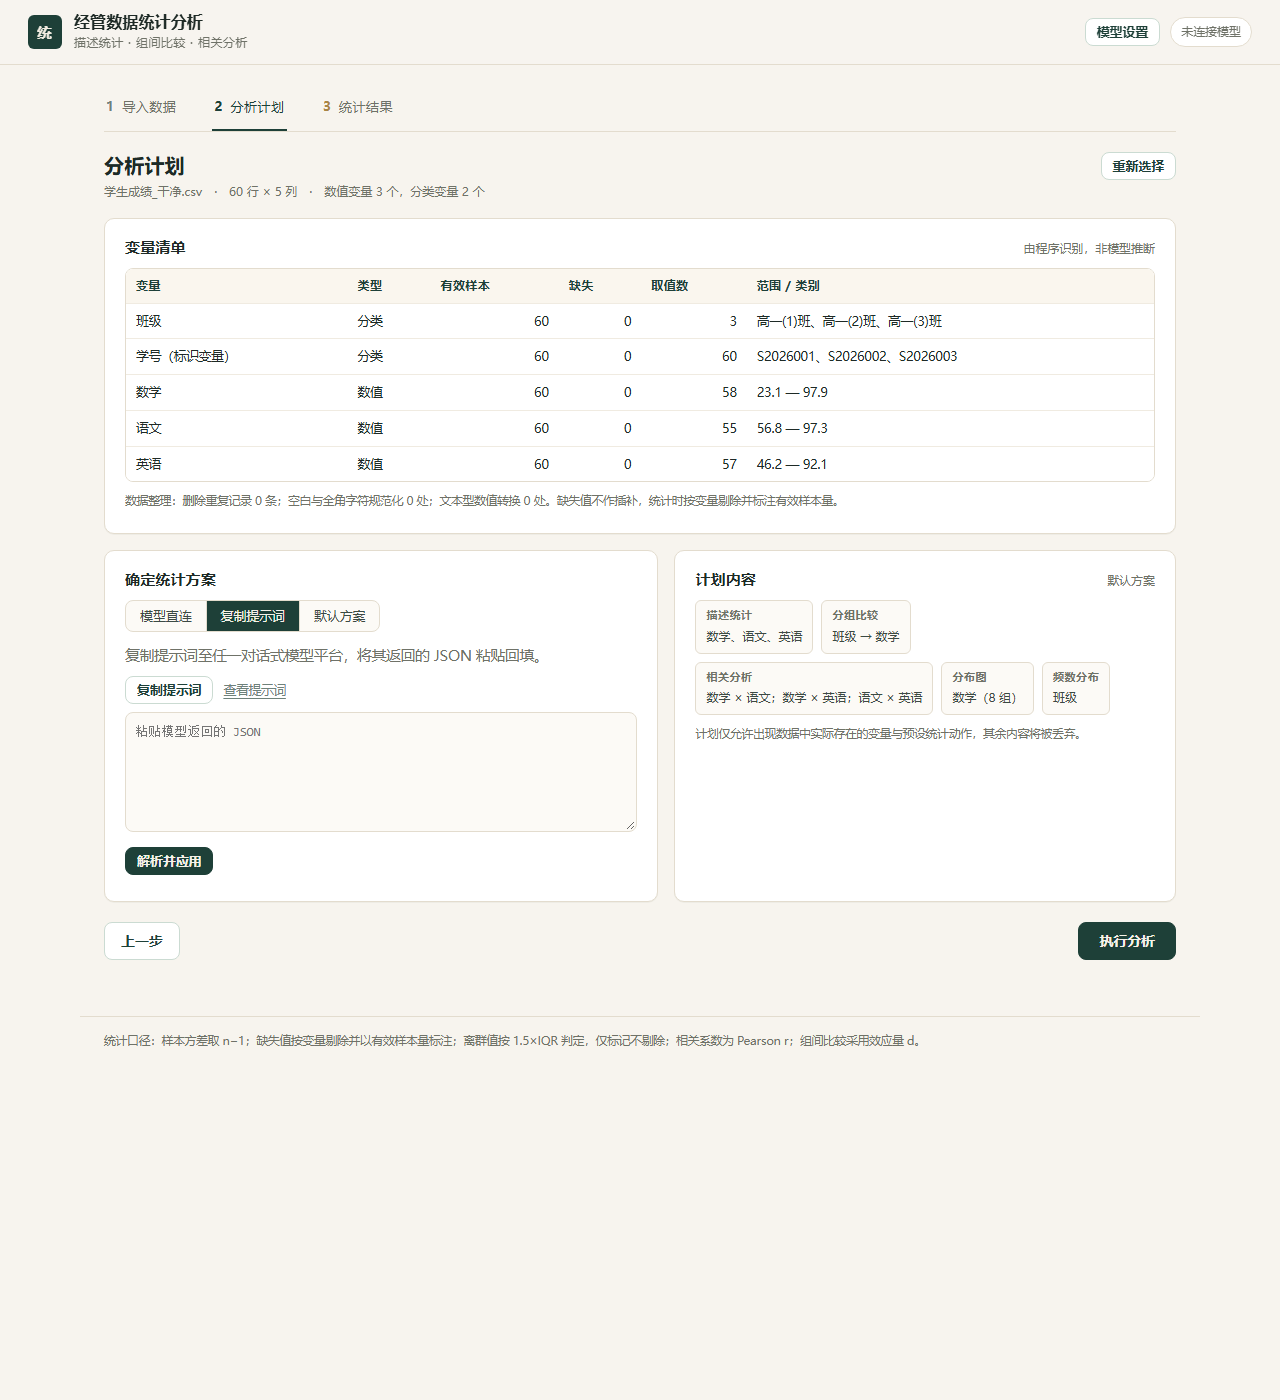 统
经管数据统计分析
描述统计 · 组间比较 · 相关分析
模型设置
未连接模型
1 导入数据
2 分析计划
3 统计结果
分析计划
重新选择
学生成绩_干净.csv · 60 行 × 5 列 · 数值变量 3 个，分类变量 2 个
变量清单
由程序识别，非模型推断
变量 类型 有效样本 缺失 取值数 范围 / 类别
班级 分类 60 0 3 高一(1)班、高一(2)班、高一(3)班
学号（标识变量） 分类 60 0 60 S2026001、S2026002、S2026003
数学 数值 60 0 58 23.1 — 97.9
语文 数值 60 0 55 56.8 — 97.3
英语 数值 60 0 57 46.2 — 92.1
数据整理：删除重复记录 0 条；空白与全角字符规范化 0 处；文本型数值转换 0 处。缺失值不作插补，统计时按变量剔除并标注有效样本量。
确定统计方案
模型直连
复制提示词
默认方案
复制提示词至任一对话式模型平台，将其返回的 JSON 粘贴回填。
复制提示词
查看提示词
粘贴模型返回的 JSON
解析并应用
计划内容
默认方案
描述统计
数学、语文、英语
分组比较
班级 → 数学
相关分析
数学 × 语文；数学 × 英语；语文 × 英语
分布图
数学（8 组）
频数分布
班级
计划仅允许出现数据中实际存在的变量与预设统计动作，其余内容将被丢弃。
上一步
执行分析
统计口径：样本方差取 n−1；缺失值按变量剔除并以有效样本量标注；离群值按 1.5×IQR 判定，仅标记不剔除；相关系数为 Pearson r；组间比较采用效应量 d。